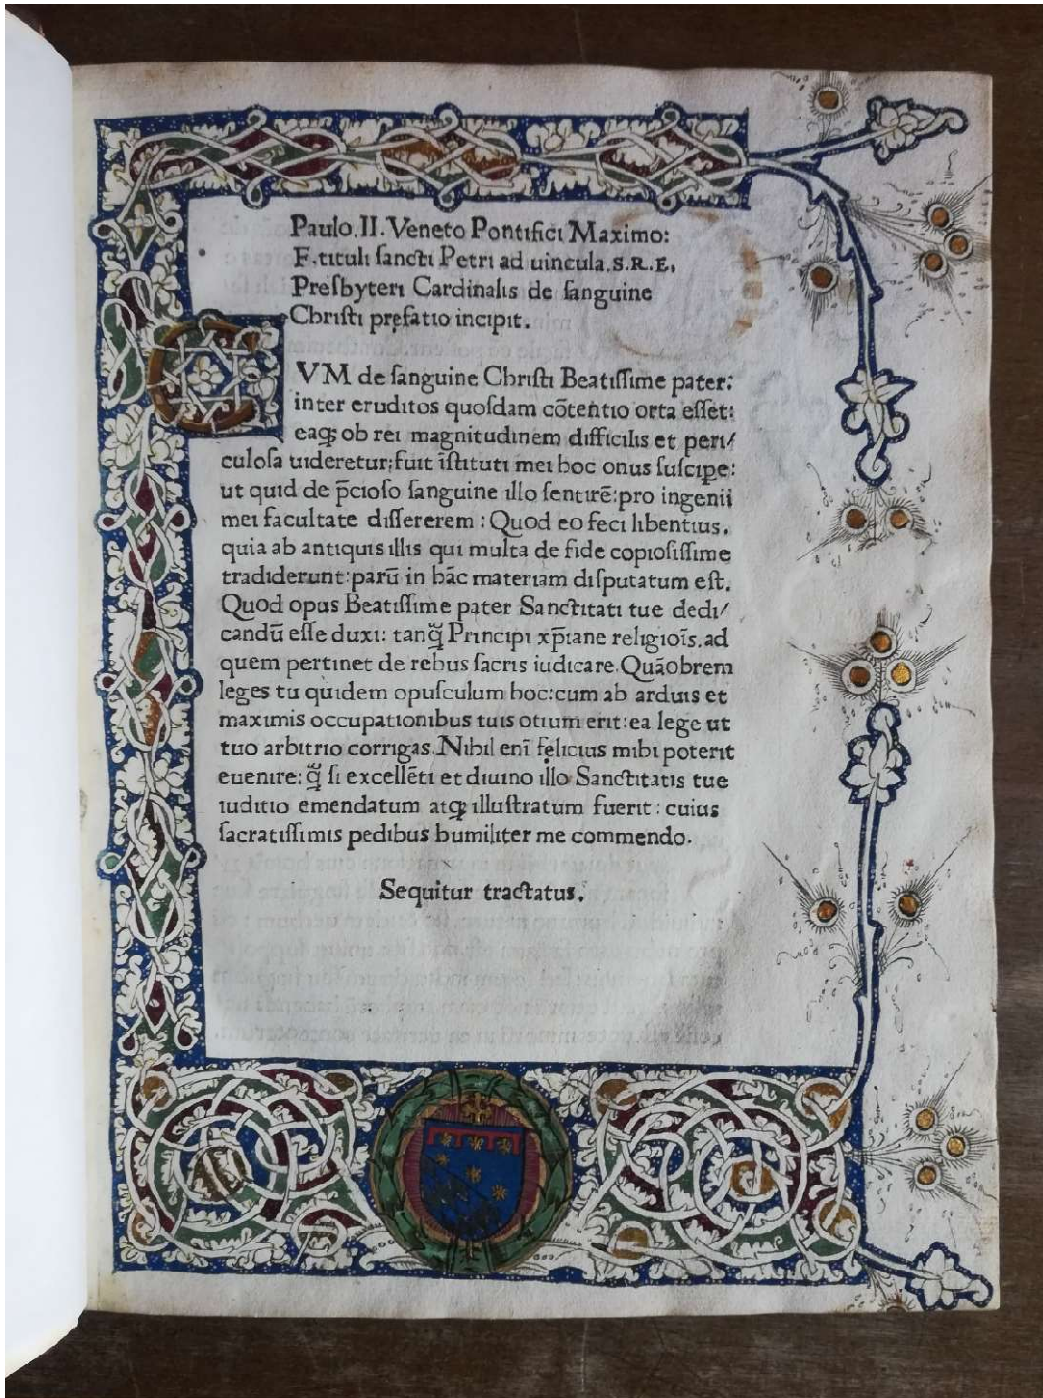 Paulo.II.Veneto Pontifici Maximo:
F.tituli sancti Petri ad uincula.S.R.E.
Presbyteri Cardinalis de sanguine
Christi prefatio incipit.
CVM de sanguine Christi Beatissime pater:
inter eruditos quosdam cōtentio orta esset:
eaqꝫ ob rei magnitudinem difficilis et peri/
culosa uideretur:fuit īstituti mei hoc onus suscipe:
ut quid de p̄cioso sanguine illo sentirē:pro ingenii
mei facultate dissererem : Quod eo feci libentius.
quia ab antiquis illis qui multa de fide copiosissime
tradiderunt:parū in hāc materiam disputatum est.
Quod opus Beatissime pater Sanctitati tue dedi/
candū esse duxi: tanq̃ Principi xp̄iane religiōis.ad
quem pertinet de rebus sacris iudicare.Quāobrem
leges tu quidem opusculum hoc:cum ab arduis et
maximis occupationibus tuis otium erit:ea lege ut
tuo arbitrio corrigas.Nihil enī felicius mihi poterit
euenire: q̃ si excellēti et diuino illo Sanctitatis tue
iuditio emendatum atqꝫ illustratum fuerit: cuius
sacratissimis pedibus humiliter me commendo.
Sequitur tractatus.